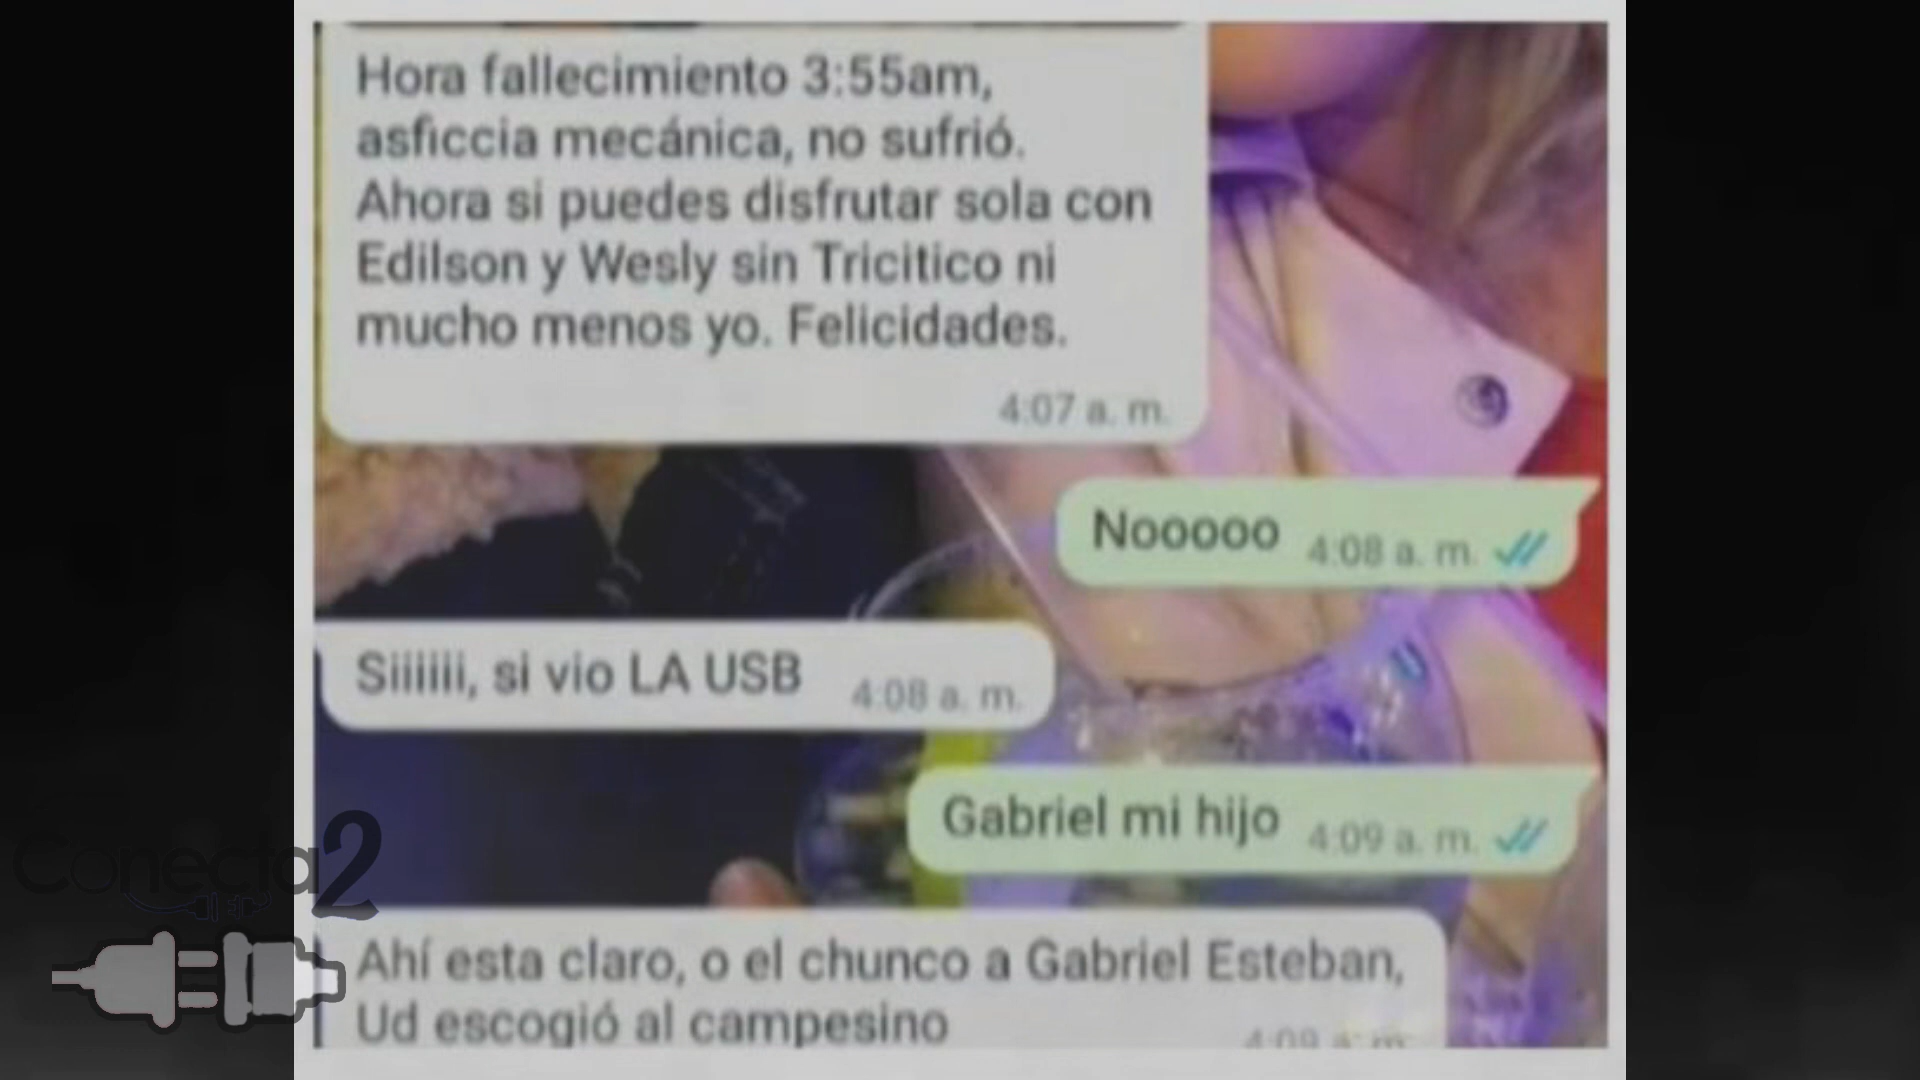 Hora fallecimiento 3:55am,
asficcia mecánica, no sufrió.
Ahora si puedes disfrutar sola con
Edilson y Wesly sin Tricitico ni
mucho menos yo. Felicidades.
4:07 a. m.
Nooooo 4:08 a. m.
Siiiiii, si vio LA USB 4:08 a. m.
Gabriel mi hijo 4:09 a. m.
Ahí esta claro, o el chunco a Gabriel Esteban,
Ud escogió al campesino 4:09 a. m.
Conecta2